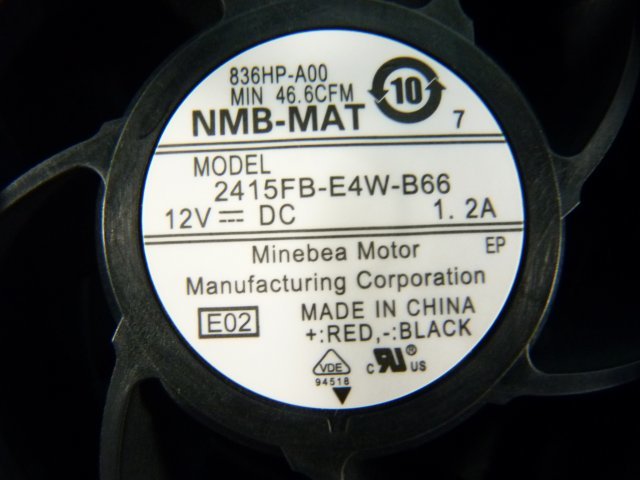 836HP-A00
MIN 46.6CFM
10
NMB-MAT 7
MODEL
2415FB-E4W-B66
12V DC 1.2A
Minebea Motor EP
Manufacturing Corporation
E02
MADE IN CHINA
+:RED,-:BLACK
VDE
94518
c RU ® US